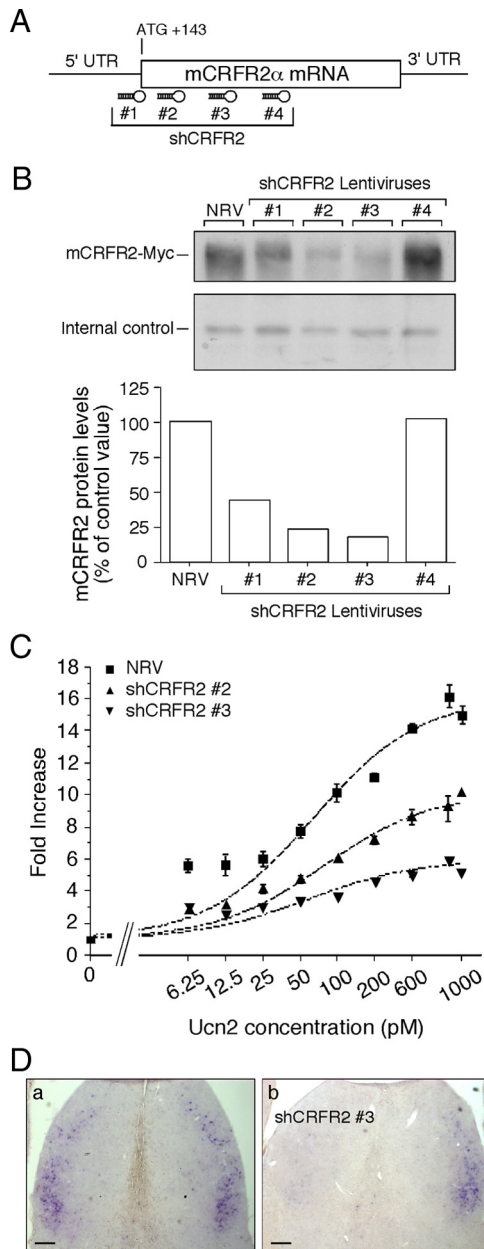 A
ATG +143
5' UTR
mCRFR2α mRNA
3' UTR
#1 #2 #3 #4
shCRFR2
B
shCRFR2 Lentiviruses
NRV #1 #2 #3 #4
mCRFR2-Myc
Internal control
mCRFR2 protein levels
(% of control value)
125
100
75
50
25
0
NRV #1 #2 #3 #4
shCRFR2 Lentiviruses
C
NRV
shCRFR2 #2
shCRFR2 #3
Fold Increase
18
16
14
12
10
8
6
4
2
0
0 6.25 12.5 25 50 100 200 600 1000
Ucn2 concentration (pM)
D
a
b
shCRFR2 #3